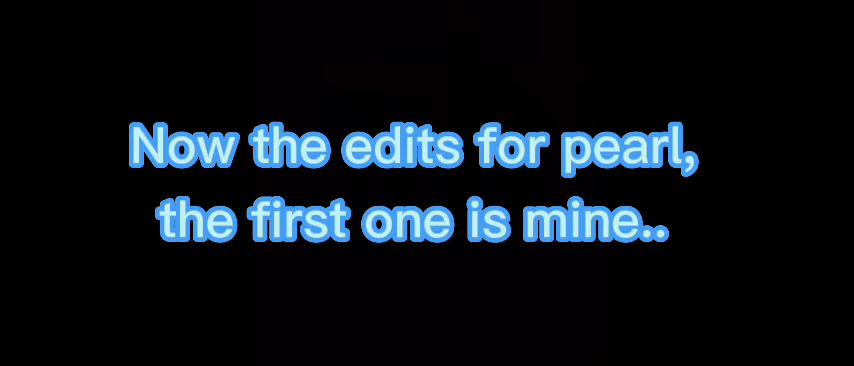 Now the edits for pearl,
the first one is mine..